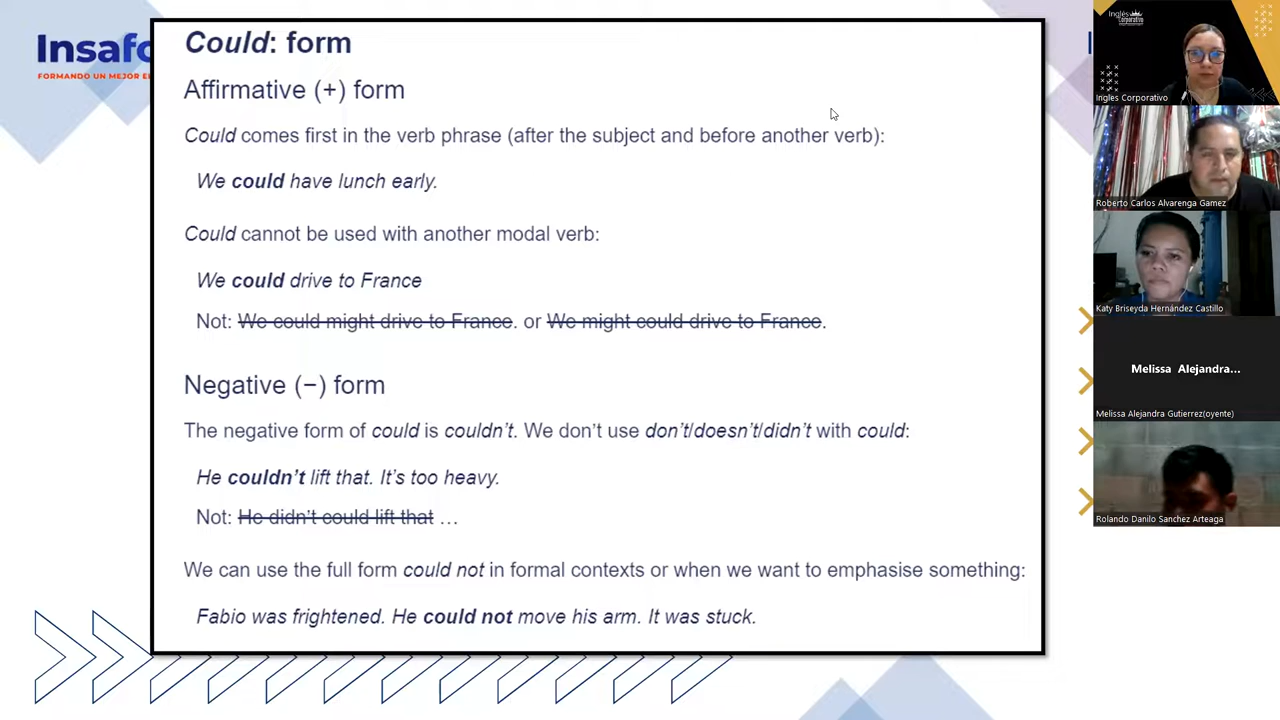 Insafo
FORMANDO UN MEJOR E
Could: form
Affirmative (+) form
Could comes first in the verb phrase (after the subject and before another verb):
We could have lunch early.
Could cannot be used with another modal verb:
We could drive to France
Not: We could might drive to France. or We might could drive to France.
Negative (−) form
The negative form of could is couldn't. We don't use don't/doesn't/didn't with could:
He couldn't lift that. It's too heavy.
Not: He didn't could lift that …
We can use the full form could not in formal contexts or when we want to emphasise something:
Fabio was frightened. He could not move his arm. It was stuck.
Inglés
Corporativo
Ingles Corporativo
Roberto Carlos Alvarenga Gamez
Katy Briseyda Hernández Castillo
Melissa Alejandra...
Melissa Alejandra Gutierrez(oyente)
Rolando Danilo Sanchez Arteaga